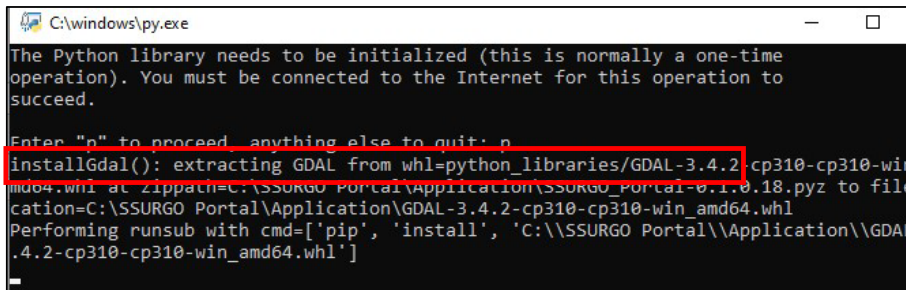 C:\windows\py.exe
The Python library needs to be initialized (this is normally a one-time
operation). You must be connected to the Internet for this operation to
succeed.
Enter "p" to proceed, anything else to quit: p
installGdal(): extracting GDAL from whl=python_libraries/GDAL-3.4.2-cp310-cp310-win
md64.whl at zippath=C:\SSURGO Portal\Application\SSURGO_Portal-0.1.0.18.pyz to file
cation=C:\SSURGO Portal\Application\GDAL-3.4.2-cp310-cp310-win_amd64.whl
Performing runsub with cmd=['pip', 'install', 'C:\\SSURGO Portal\\Application\\GDAL
.4.2-cp310-cp310-win_amd64.whl']